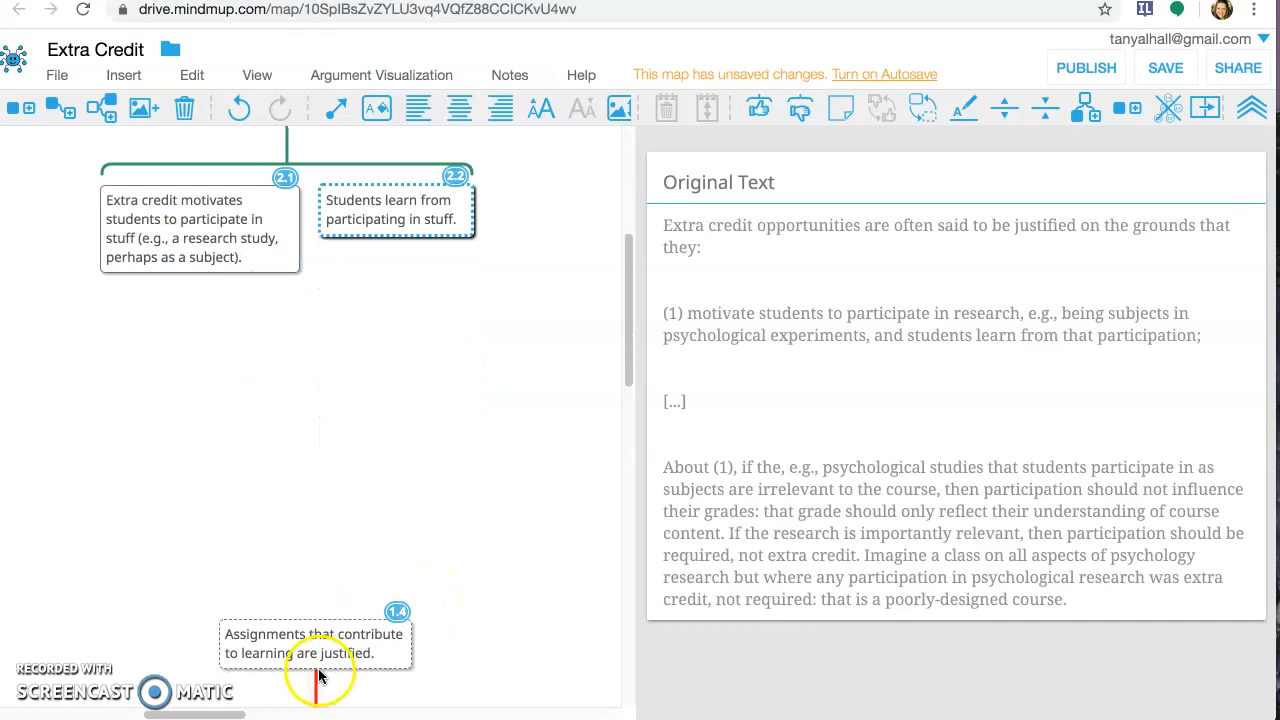 drive.mindmup.com/map/10SpIBsZvZYLU3vq4VQfZ88CClCKvU4wv
IL
Extra Credit
tanyalhall@gmail.com
File Insert Edit View Argument Visualization Notes Help
This map has unsaved changes. Turn on Autosave
PUBLISH SAVE SHARE
2.1
Extra credit motivates
students to participate in
stuff (e.g., a research study,
perhaps as a subject).
2.2
Students learn from
participating in stuff.
1.4
Assignments that contribute
to learning are justified.
RECORDED WITH
SCREENCAST MATIC
Original Text
Extra credit opportunities are often said to be justified on the grounds that
they:
(1) motivate students to participate in research, e.g., being subjects in
psychological experiments, and students learn from that participation;
[...]
About (1), if the, e.g., psychological studies that students participate in as
subjects are irrelevant to the course, then participation should not influence
their grades: that grade should only reflect their understanding of course
content. If the research is importantly relevant, then participation should be
required, not extra credit. Imagine a class on all aspects of psychology
research but where any participation in psychological research was extra
credit, not required: that is a poorly-designed course.